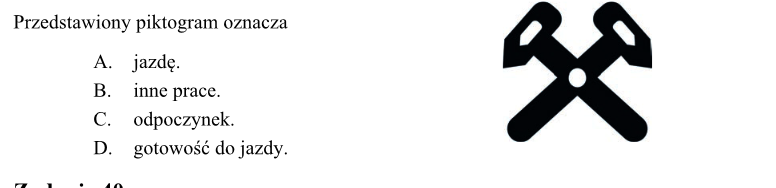 Przedstawiony piktogram oznacza
A. jazdę.
B. inne prace.
C. odpoczynek.
D. gotowość do jazdy.